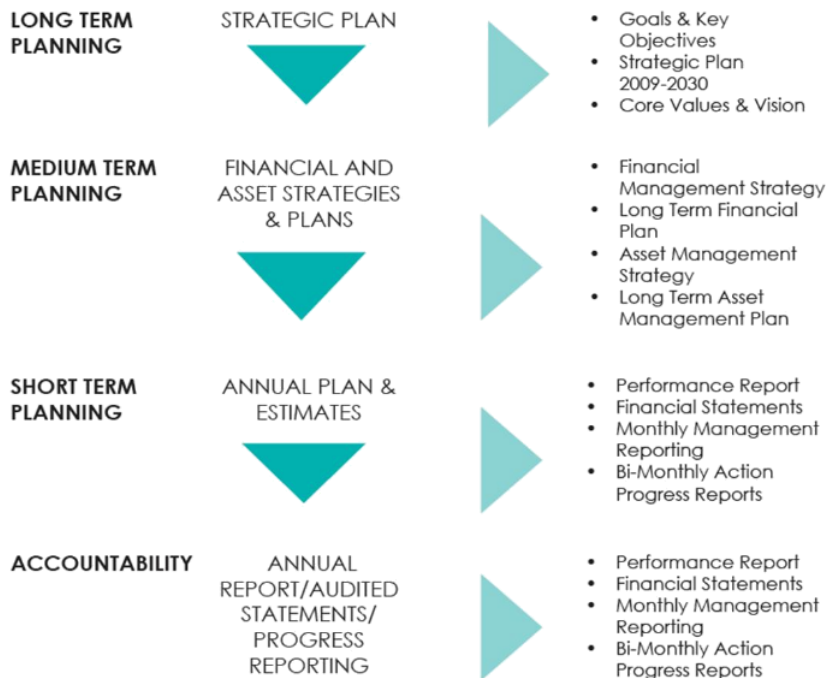 LONG TERM
PLANNING
STRATEGIC PLAN
• Goals & Key
Objectives
• Strategic Plan
2009-2030
• Core Values & Vision
MEDIUM TERM
PLANNING
FINANCIAL AND
ASSET STRATEGIES
& PLANS
• Financial
Management Strategy
• Long Term Financial
Plan
• Asset Management
Strategy
• Long Term Asset
Management Plan
SHORT TERM
PLANNING
ANNUAL PLAN &
ESTIMATES
• Performance Report
• Financial Statements
• Monthly Management
Reporting
• Bi-Monthly Action
Progress Reports
ACCOUNTABILITY
ANNUAL
REPORT/AUDITED
STATEMENTS/
PROGRESS
REPORTING
• Performance Report
• Financial Statements
• Monthly Management
Reporting
• Bi-Monthly Action
Progress Reports